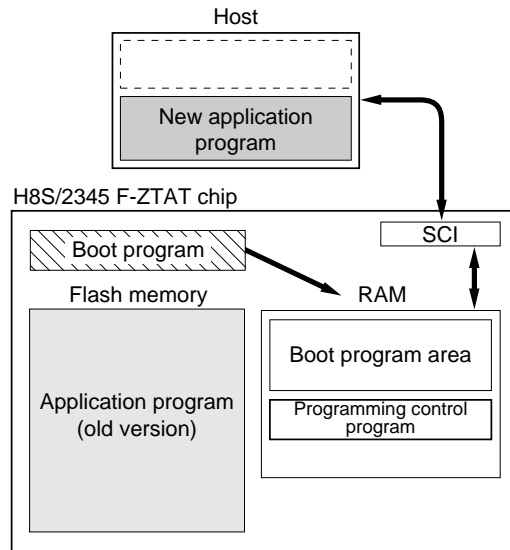 Host
New application
program
H8S/2345 F-ZTAT chip
SCI
Boot program
Flash memory
RAM
Boot program area
Application program
(old version)
Programming control
program